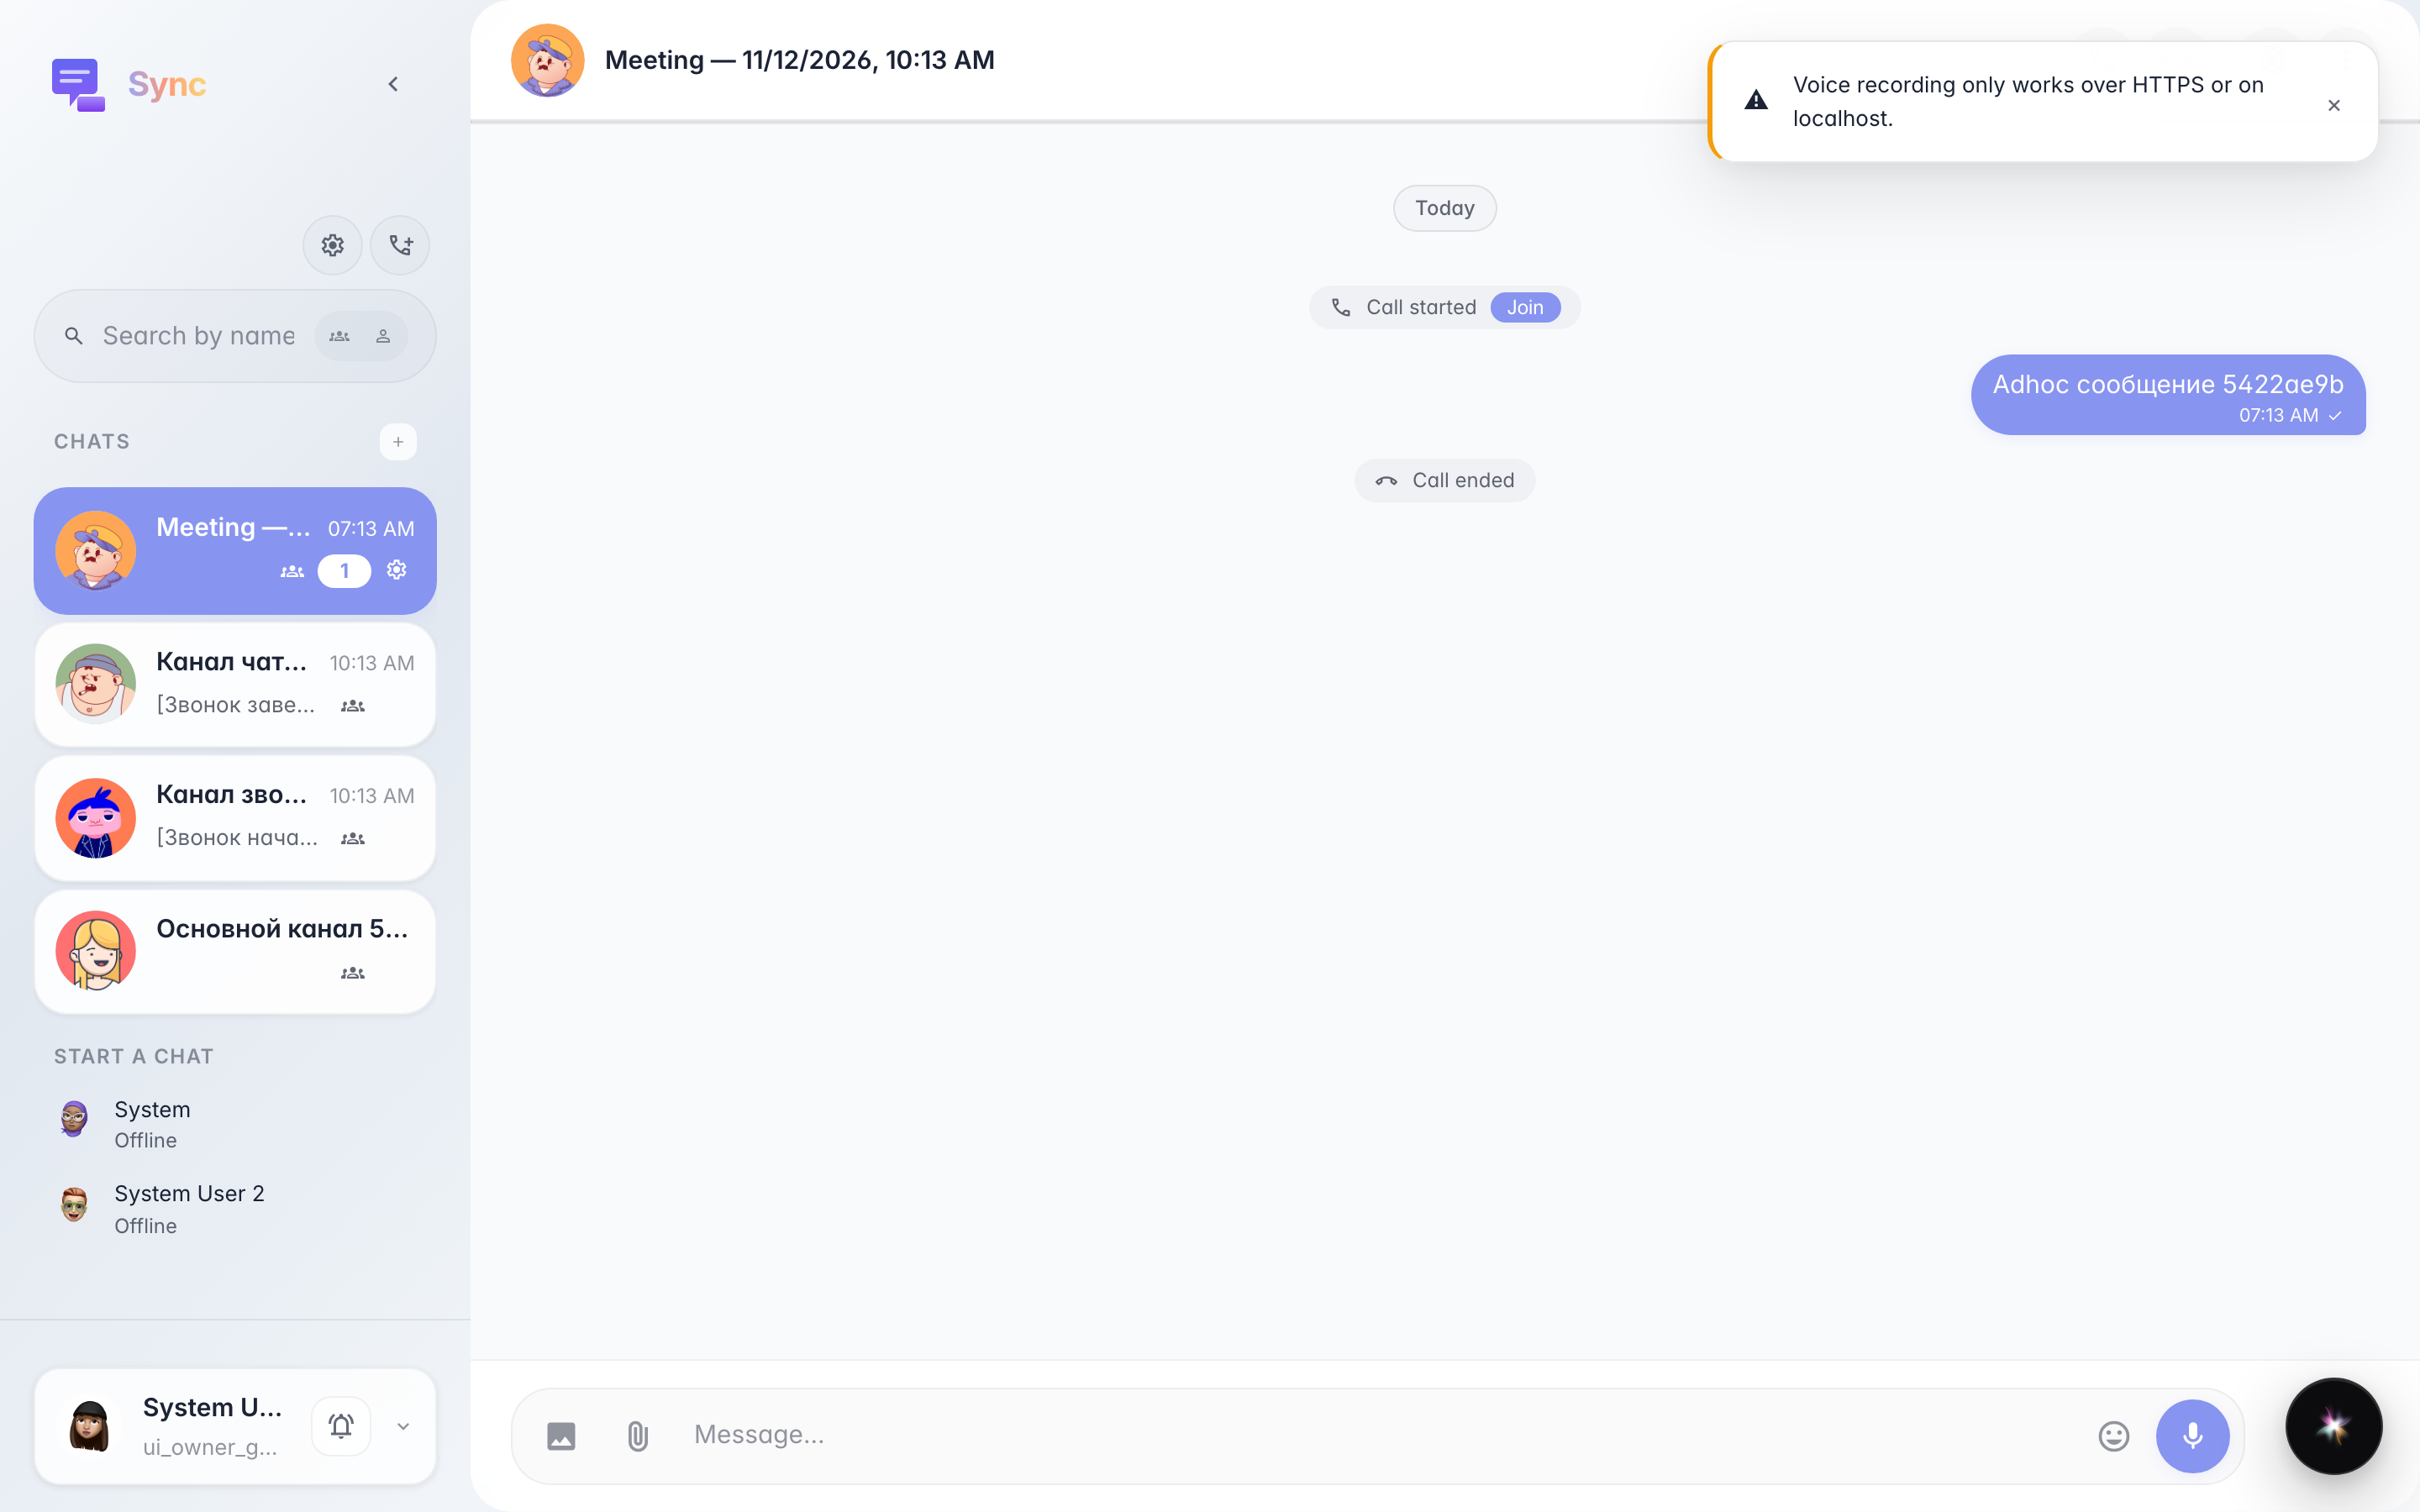 Sync
Search by name
CHATS
Meeting —... 07:13 AM
1
Канал чат... 10:13 AM
[Звонок заве...
Канал зво... 10:13 AM
[Звонок нача...
Основной канал 5...
START A CHAT
System
Offline
System User 2
Offline
System U...
ui_owner_g...
Meeting — 11/12/2026, 10:13 AM
Voice recording only works over HTTPS or on
localhost.
Today
Call started Join
Adhoc сообщение 5422ae9b
07:13 AM
Call ended
Message...